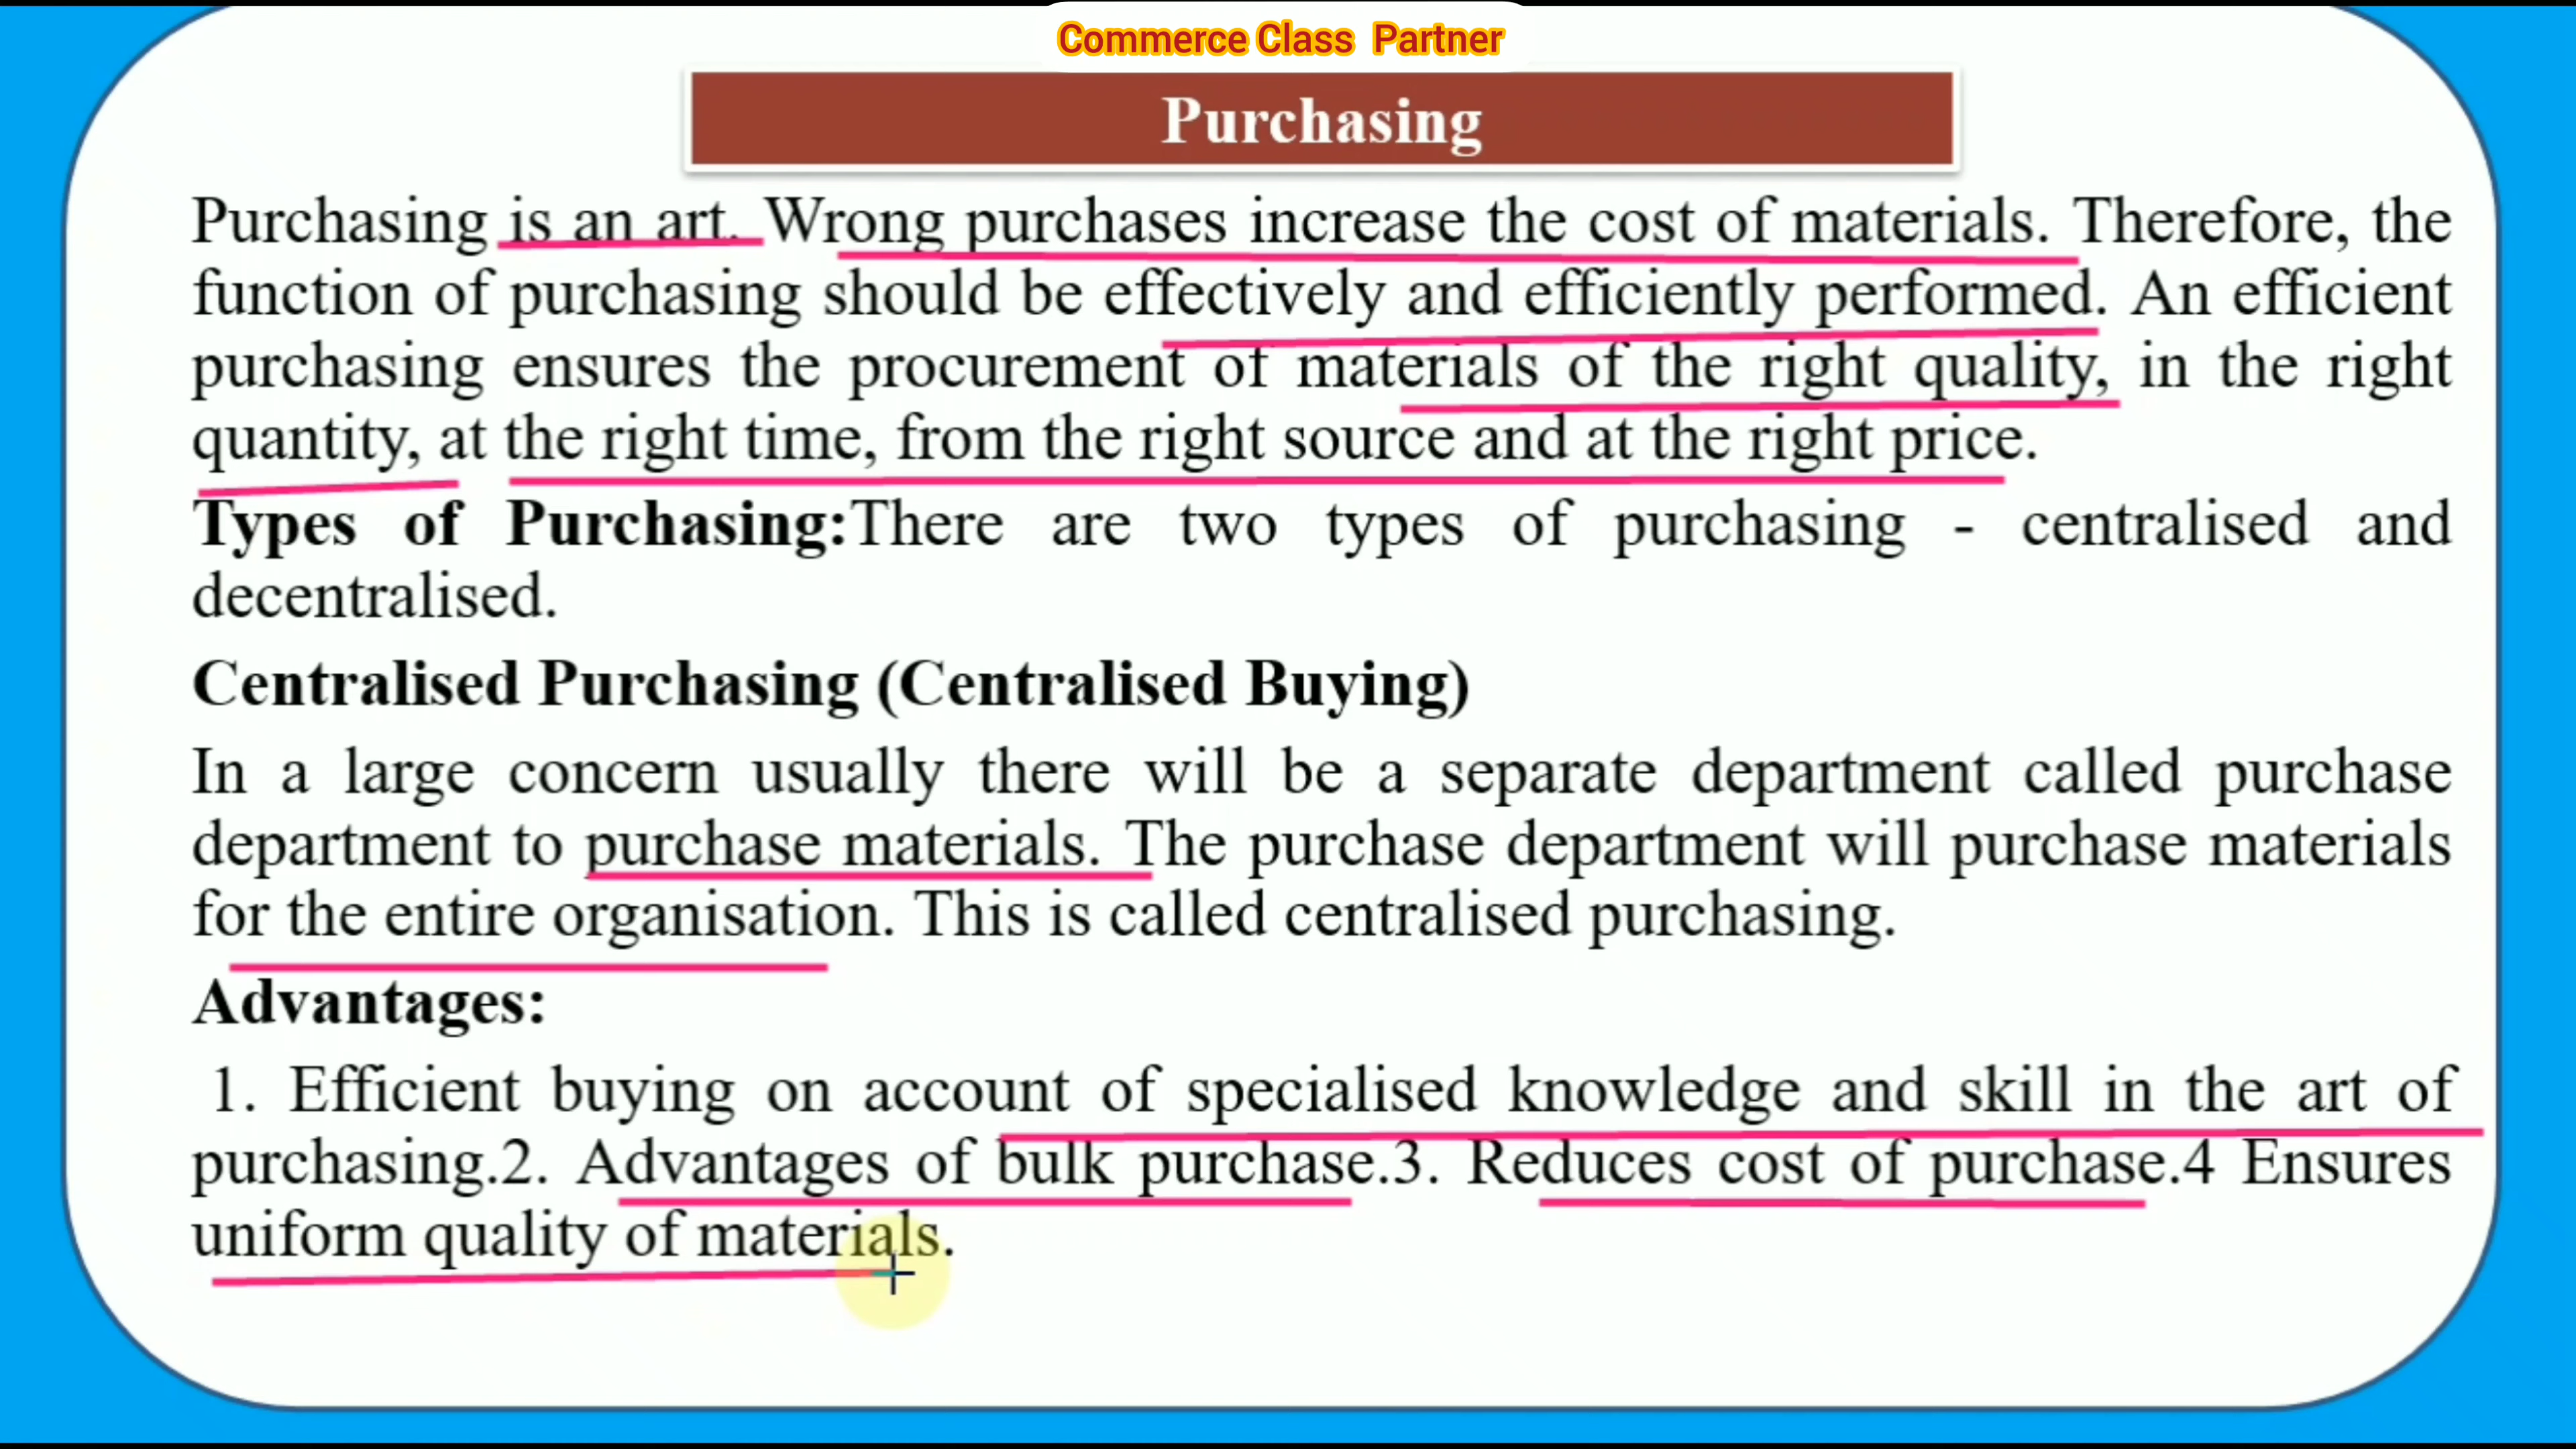 Commerce Class Partner
Purchasing
Purchasing is an art. Wrong purchases increase the cost of materials. Therefore, the
function of purchasing should be effectively and efficiently performed. An efficient
purchasing ensures the procurement of materials of the right quality, in the right
quantity, at the right time, from the right source and at the right price.
Types of Purchasing:There are two types of purchasing - centralised and
decentralised.
Centralised Purchasing (Centralised Buying)
In a large concern usually there will be a separate department called purchase
department to purchase materials. The purchase department will purchase materials
for the entire organisation. This is called centralised purchasing.
Advantages:
1. Efficient buying on account of specialised knowledge and skill in the art of
purchasing.2. Advantages of bulk purchase.3. Reduces cost of purchase.4 Ensures
uniform quality of materials.